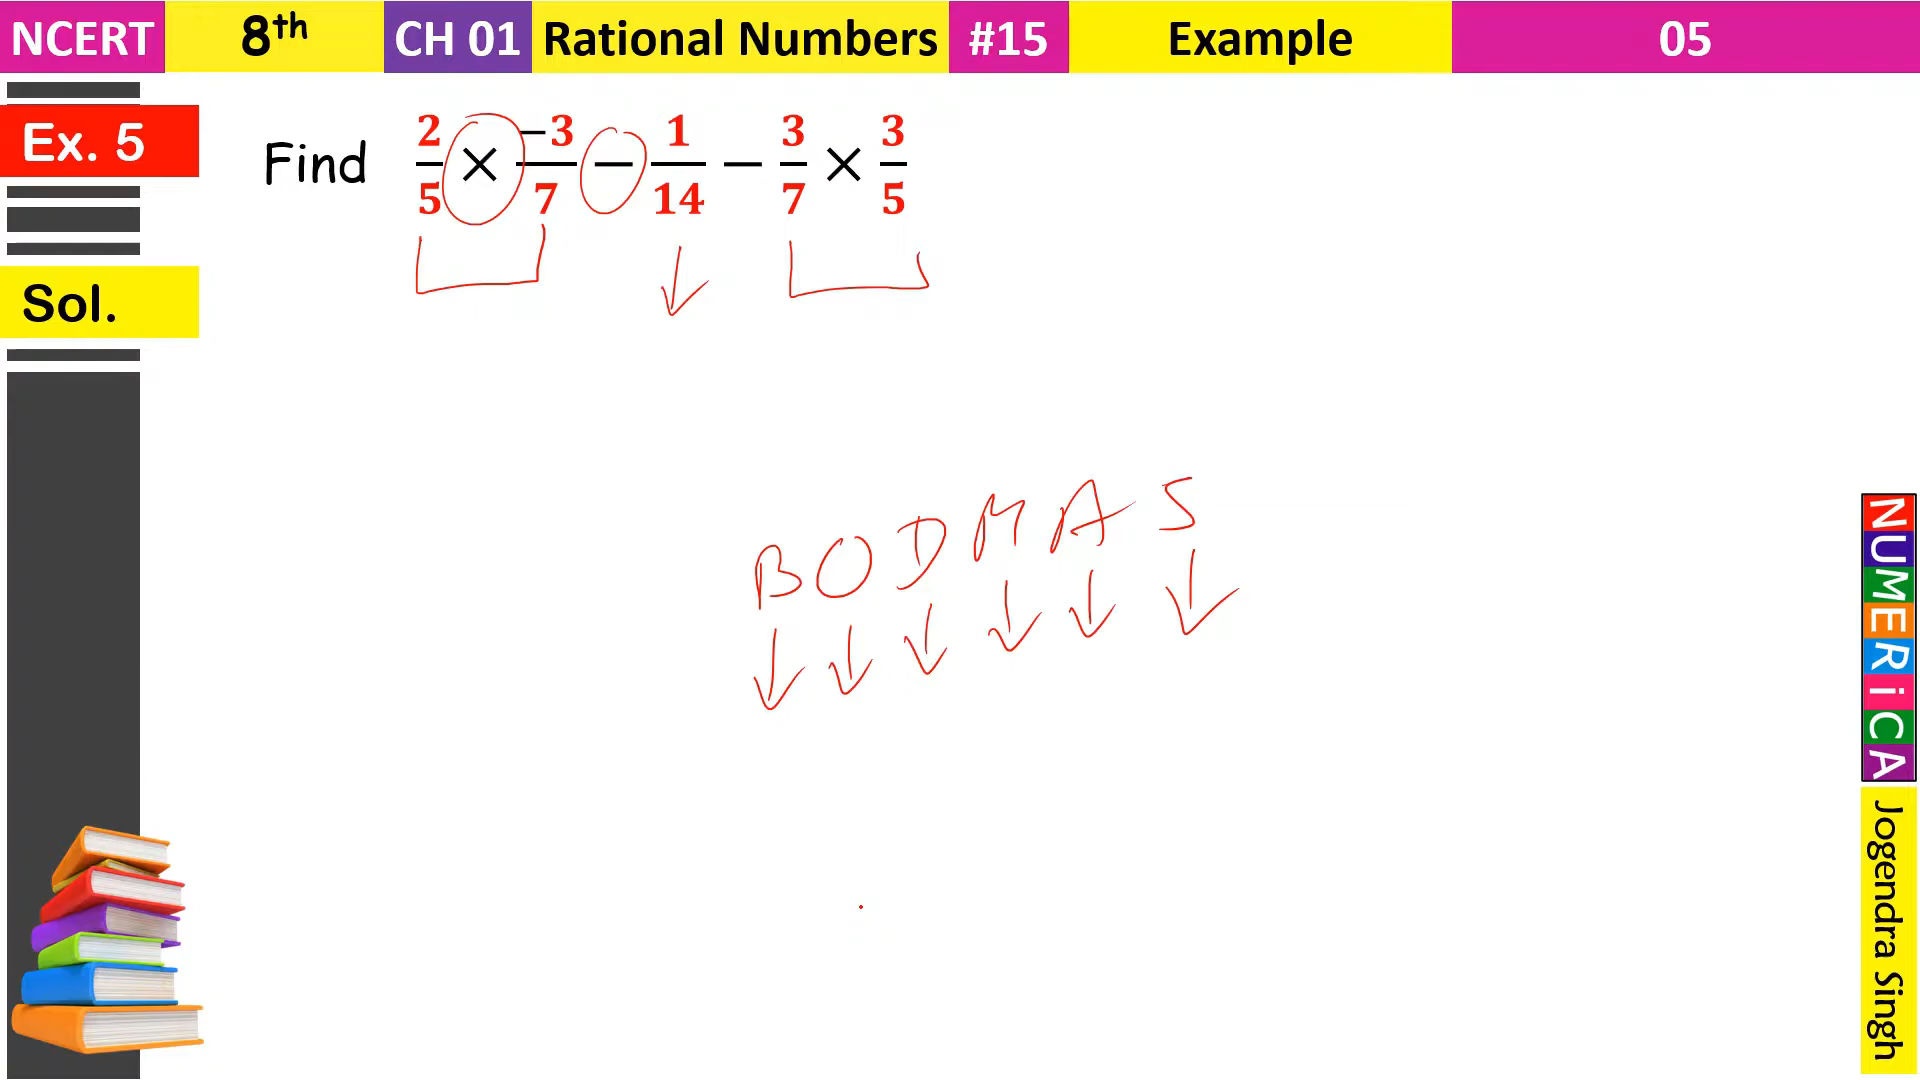 NCERT 8th CH 01 Rational Numbers #15 Example 05
Ex. 5
Find 2/5 × −3/7 − 1/14 − 3/7 × 3/5
Sol.
BODMAS
NUMERiCA
Jogendra Singh